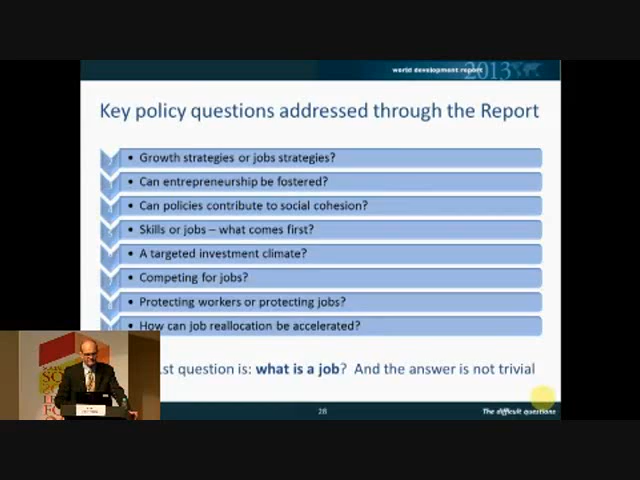 world development report 2013
Key policy questions addressed through the Report
• Growth strategies or jobs strategies?
• Can entrepreneurship be fostered?
• Can policies contribute to social cohesion?
• Skills or jobs – what comes first?
• A targeted investment climate?
• Competing for jobs?
• Protecting workers or protecting jobs?
• How can job reallocation be accelerated?
question is: what is a job? And the answer is not trivial
28
The difficult questions